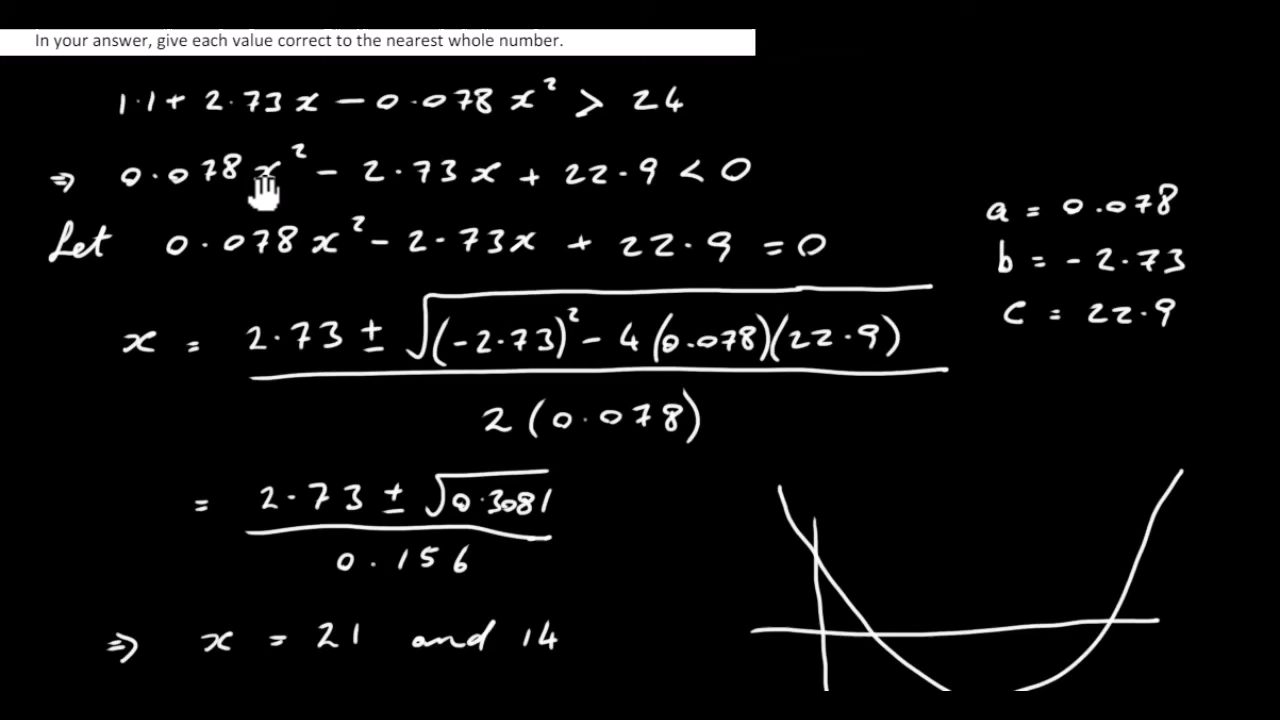 In your answer, give each value correct to the nearest whole number.
1.1 + 2.73x − 0.078x² > 24
⇒ 0.078x² − 2.73x + 22.9 < 0
Let 0.078x² − 2.73x + 22.9 = 0
a = 0.078
b = −2.73
c = 22.9
x = 2.73 ± √((−2.73)² − 4(0.078)(22.9))
2(0.078)
= 2.73 ± √0.3081
0.156
⇒ x = 21 and 14